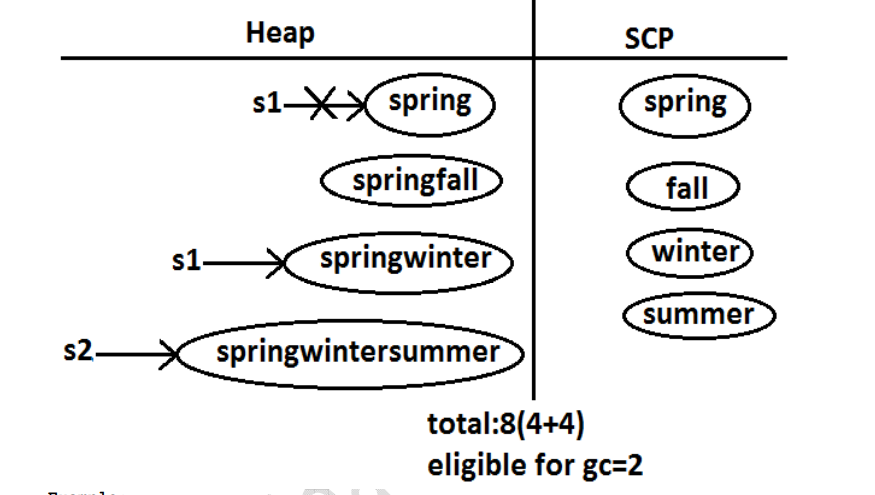 Heap SCP
s1 spring spring
springfall fall
s1 springwinter winter
summer
s2 springwintersummer
total:8(4+4)
eligible for gc=2